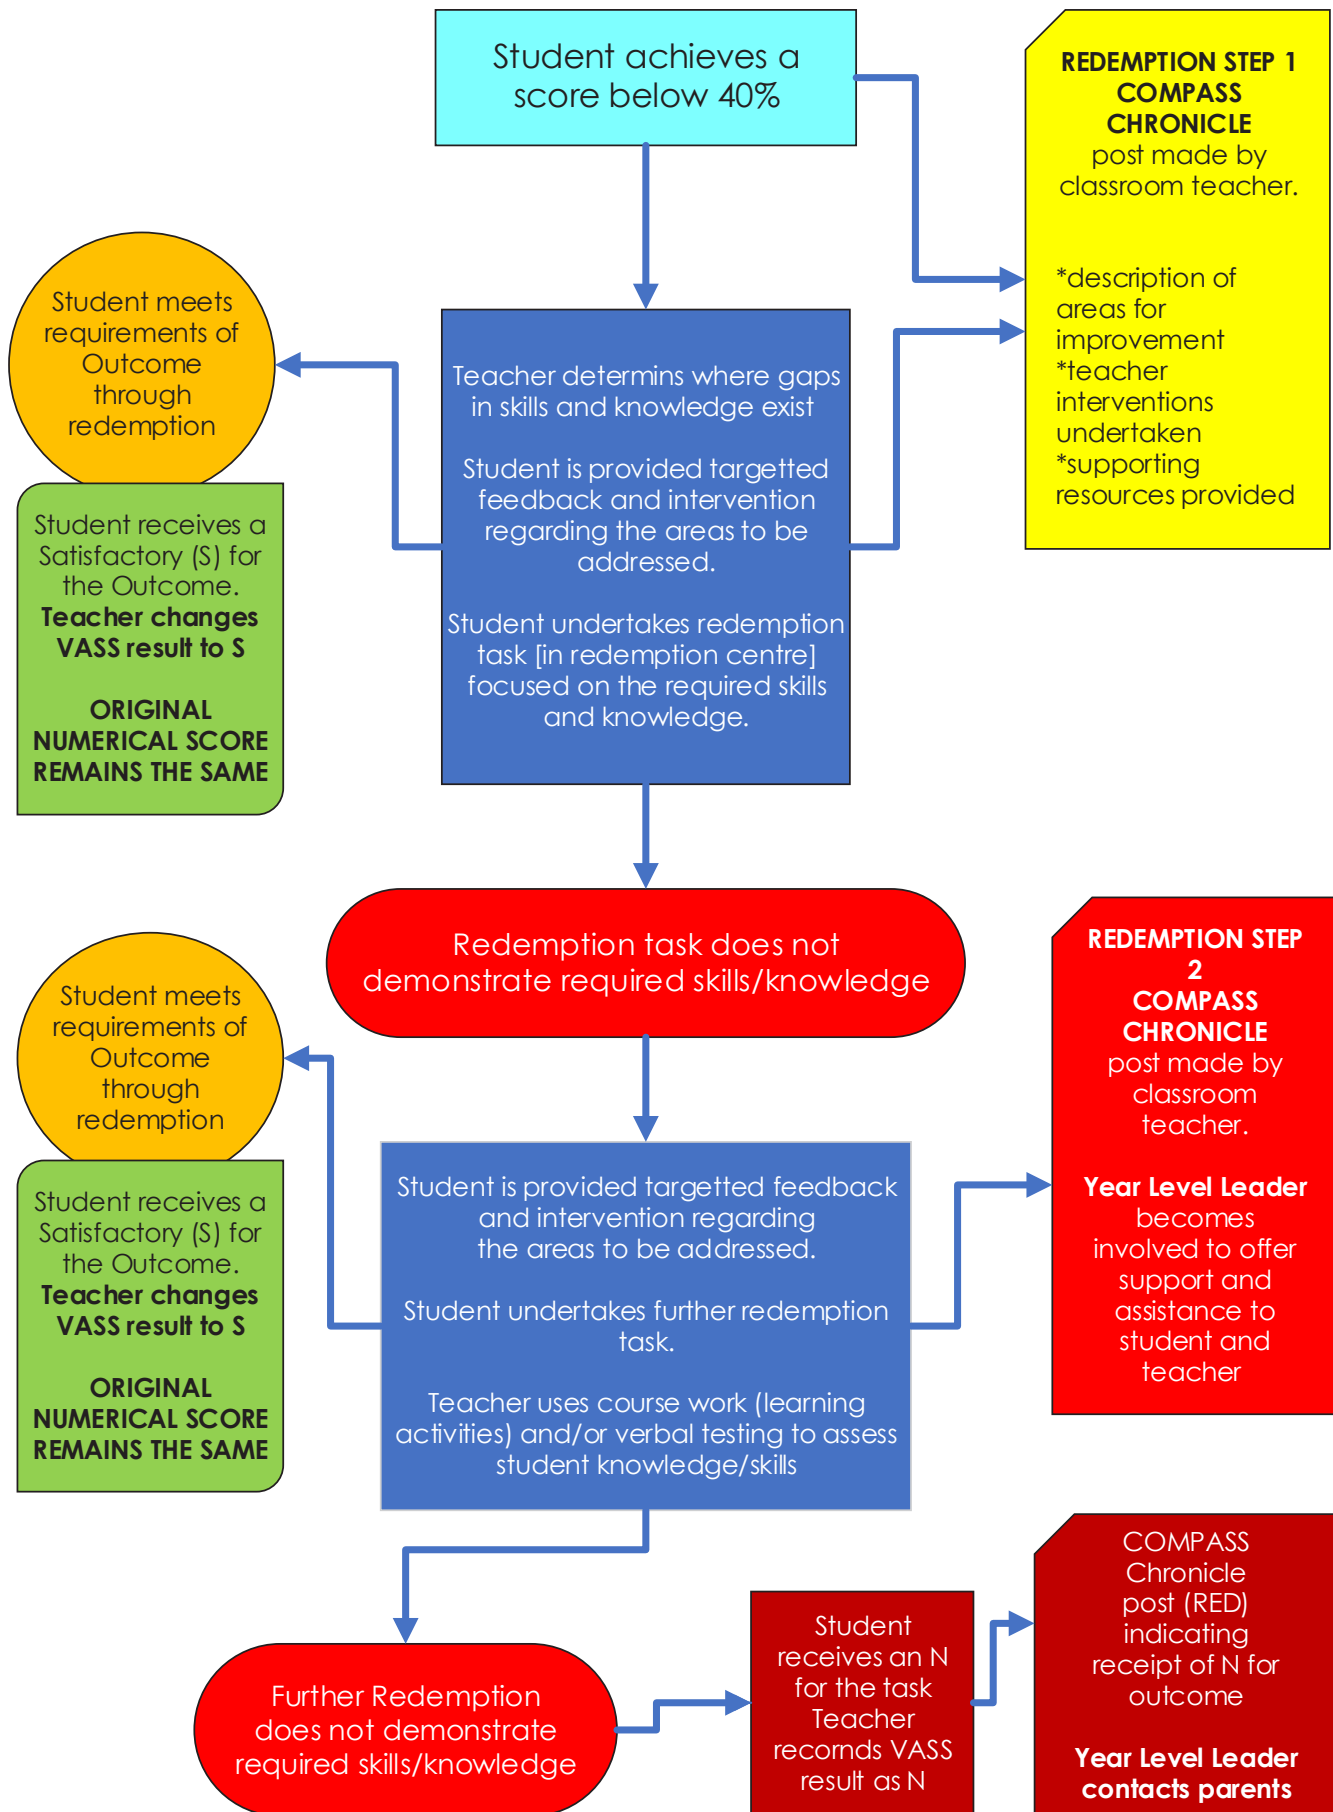 Student achieves a
score below 40%
REDEMPTION STEP 1
COMPASS
CHRONICLE
post made by
classroom teacher.
*description of
areas for
improvement
*teacher
interventions
undertaken
*supporting
resources provided
Student meets
requirements of
Outcome
through
redemption
Student receives a
Satisfactory (S) for
the Outcome.
Teacher changes
VASS result to S
ORIGINAL
NUMERICAL SCORE
REMAINS THE SAME
Teacher determins where gaps
in skills and knowledge exist
Student is provided targetted
feedback and intervention
regarding the areas to be
addressed.
Student undertakes redemption
task [in redemption centre]
focused on the required skills
and knowledge.
Redemption task does not
demonstrate required skills/knowledge
REDEMPTION STEP
2
COMPASS
CHRONICLE
post made by
classroom
teacher.
Year Level Leader
becomes
involved to offer
support and
assistance to
student and
teacher
Student meets
requirements of
Outcome
through
redemption
Student receives a
Satisfactory (S) for
the Outcome.
Teacher changes
VASS result to S
ORIGINAL
NUMERICAL SCORE
REMAINS THE SAME
Student is provided targetted feedback
and intervention regarding
the areas to be addressed.
Student undertakes further redemption
task.
Teacher uses course work (learning
activities) and/or verbal testing to assess
student knowledge/skills
Further Redemption
does not demonstrate
required skills/knowledge
Student
receives an N
for the task
Teacher
recornds VASS
result as N
COMPASS
Chronicle
post (RED)
indicating
receipt of N for
outcome
Year Level Leader
contacts parents